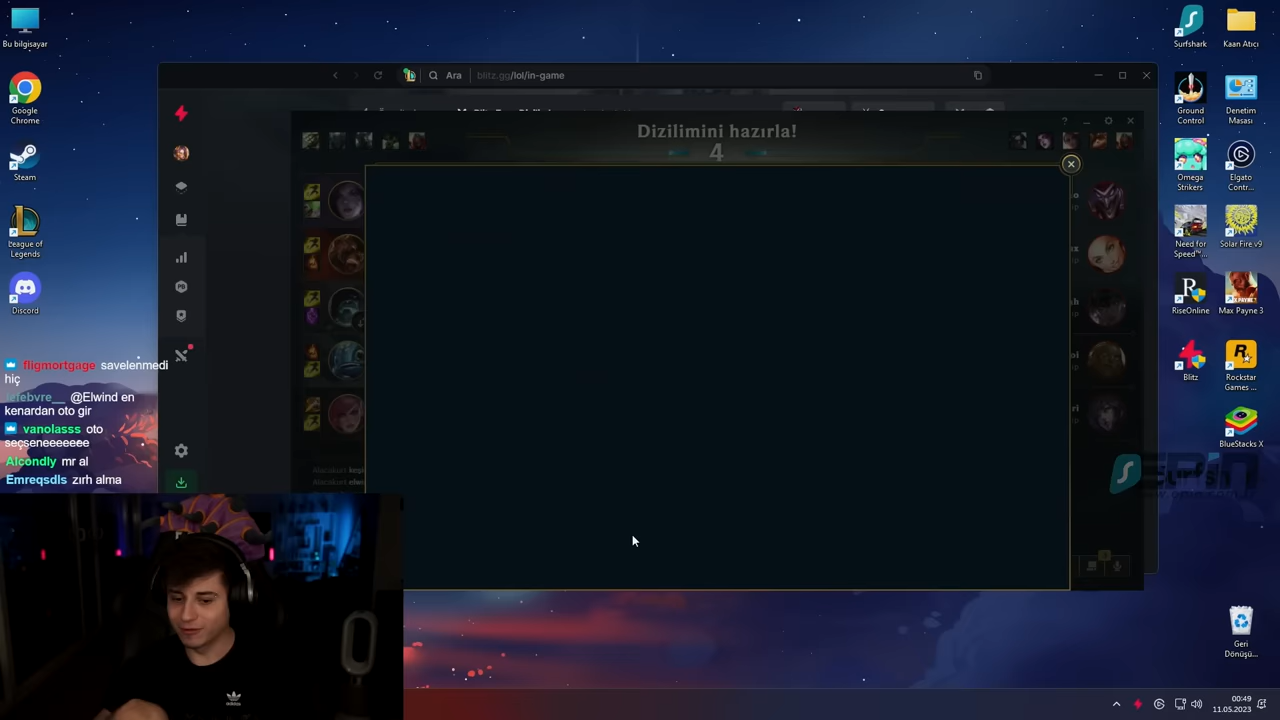 Bu bilgisayar
Google
Chrome
Steam
League of
Legends
Discord
Ara
blitz.gg/lol/in-game
Dizilimini hazırla!
4
Surfshark
Kaan Atıcı
Ground
Control
Denetim
Masası
Omega
Strikers
Elgato
Contr...
Need for
Speed™...
Solar Fire v9
RiseOnline
Max Payne 3
Blitz
Rockstar
Games ...
BlueStacks X
Geri
Dönüşü...
fligmortgage savelenmedi
hiç
lefebvre__ @Elwind en
kenardan oto gir
vanolasss oto
seçseneeeeeee
Alcondly mr al
Emreqsdls zırh alma
adidas
00:49
11.05.2023